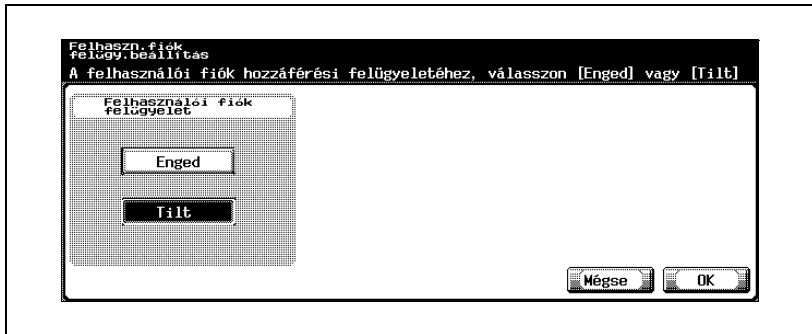 Felhaszn.fiók
felügy.beállítás
A felhasználói fiók hozzáférési felügyeletéhez, válasszon [Enged] vagy [Tilt]
Felhasználói fiók
felügyelet
Enged
Tilt
Mégse
OK